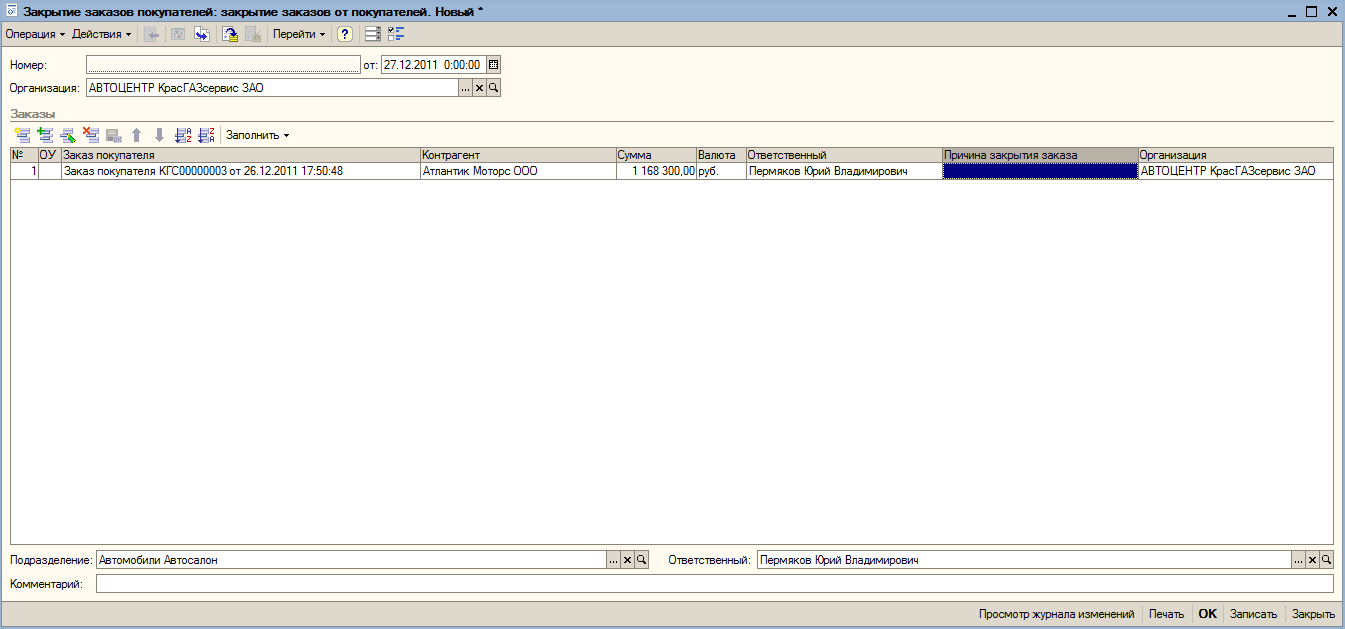 Закрытие заказов покупателей: закрытие заказов от покупателей. Новый *
Операция Действия Перейти ?
Номер: от: 27.12.2011 0:00:00
Организация: АВТОЦЕНТР КрасГАЗсервис ЗАО ...
Заказы
Заполнить
№ ОУ Заказ покупателя Контрагент Сумма Валюта Ответственный Причина закрытия заказа Организация
1 Заказ покупателя КГС00000003 от 26.12.2011 17:50:48 Атлантик Моторс ООО 1 168 300,00 руб. Пермяков Юрий Владимирович АВТОЦЕНТР КрасГАЗсервис ЗАО
Подразделение: Автомобили Автосалон ... Ответственный: Пермяков Юрий Владимирович ...
Комментарий:
Просмотр журнала изменений Печать OK Записать Закрыть